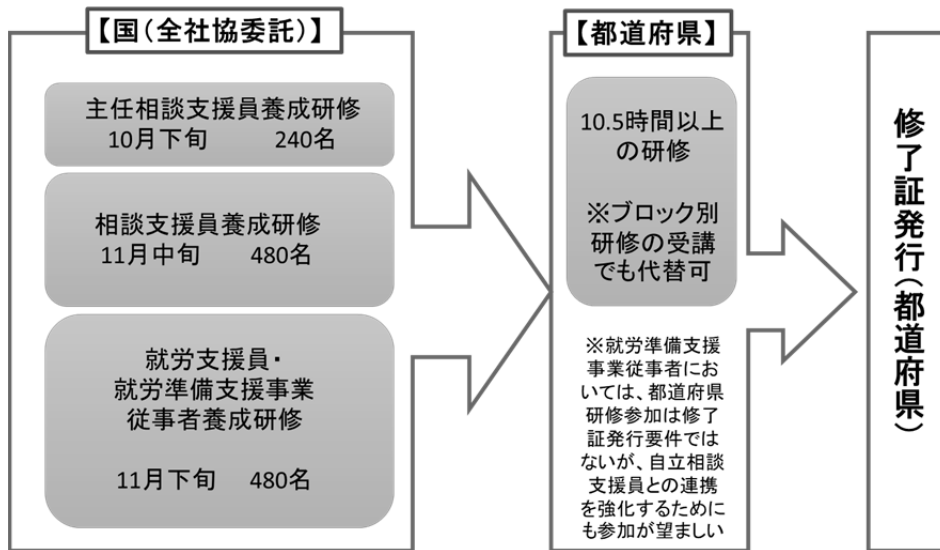 【国（全社協委託）】
主任相談支援員養成研修
10月下旬　　　240名
相談支援員養成研修
11月中旬　　480名
就労支援員・
就労準備支援事業
従事者養成研修
11月下旬　480名
【都道府県】
10.5時間以上
の研修
※ブロック別
研修の受講
でも代替可
※就労準備支援
事業従事者にお
いては、都道府県
研修参加は修了
証発行要件では
ないが、自立相談
支援員との連携
を強化するために
も参加が望ましい
修了証発行（都道府県）